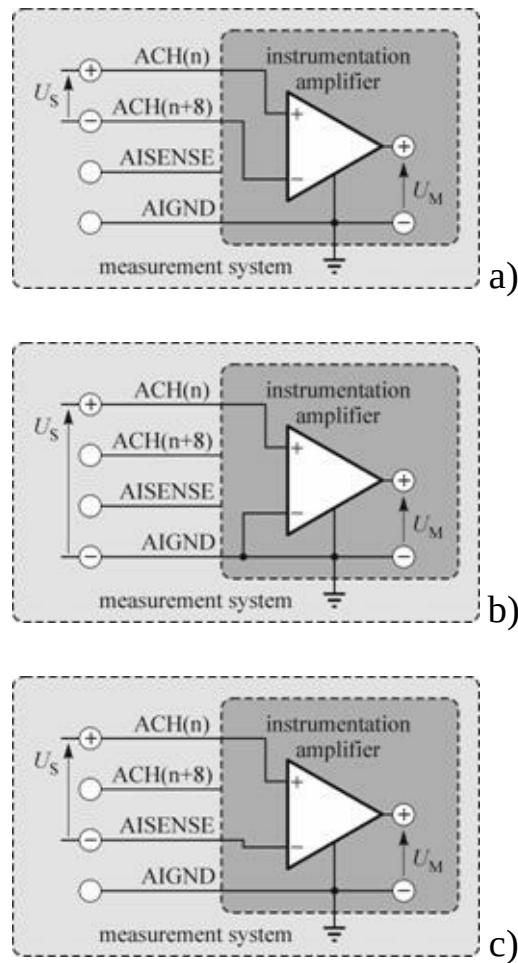 ACH(n)
instrumentation
amplifier
+
U_S
ACH(n+8)
+
−
AISENSE
−
+
U_M
AIGND
−
measurement system
a)
ACH(n)
instrumentation
amplifier
+
U_S
ACH(n+8)
+
AISENSE
−
+
U_M
AIGND
−
−
measurement system
b)
ACH(n)
instrumentation
amplifier
+
U_S
ACH(n+8)
+
AISENSE
−
−
+
U_M
AIGND
−
measurement system
c)